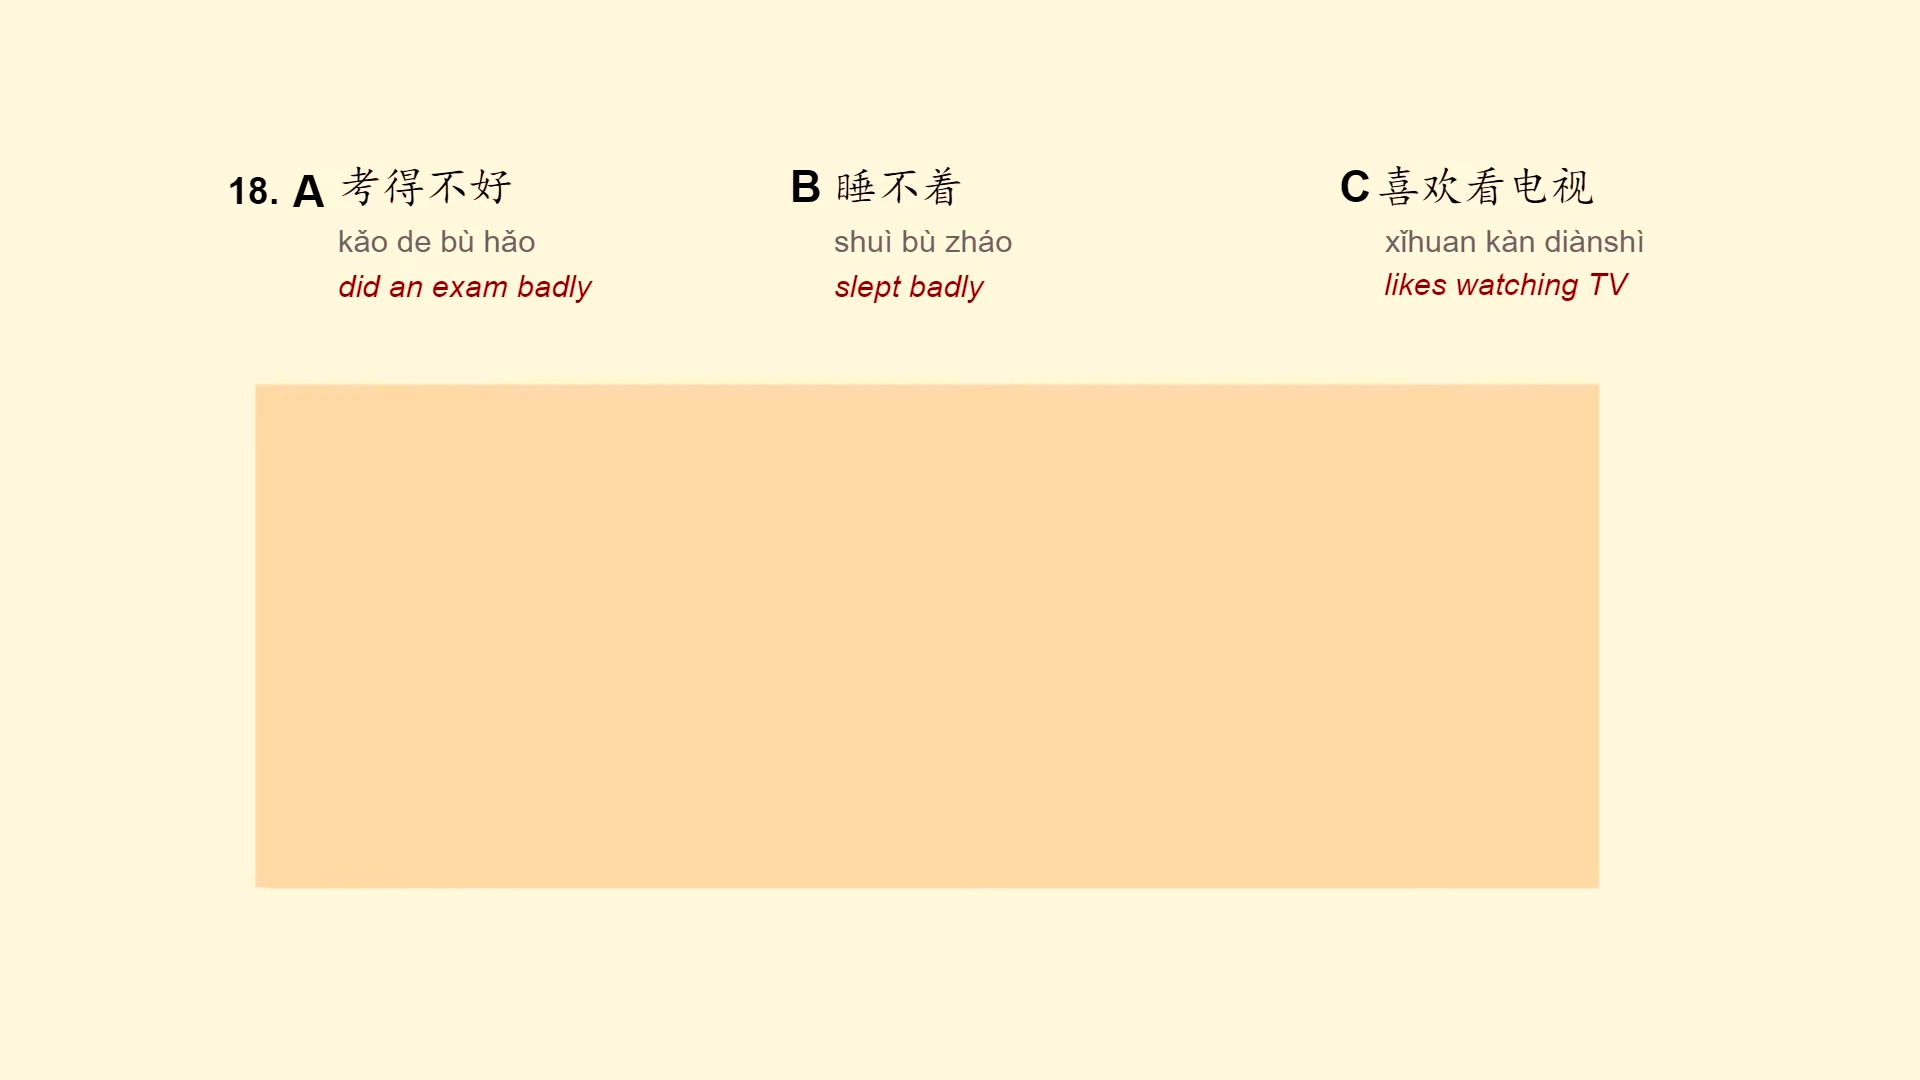 18. A 考得不好 B 睡不着 C 喜欢看电视
kǎo de bù hǎo shuì bù zháo xǐhuan kàn diànshì
did an exam badly slept badly likes watching TV